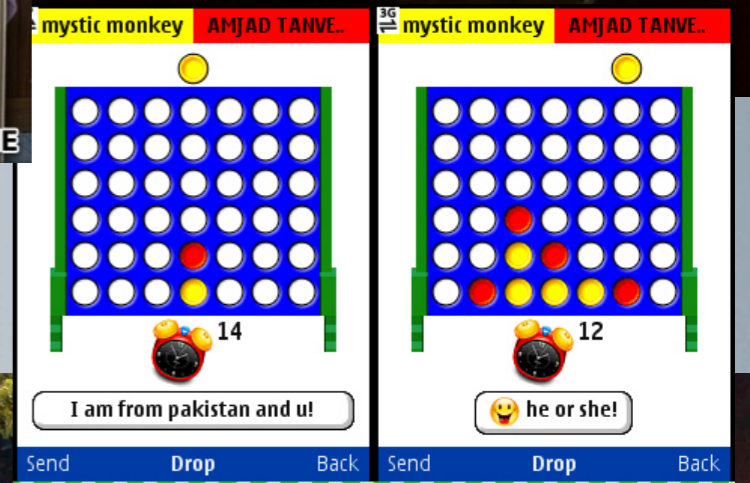 E
mystic monkey
AMJAD TANVE..
14
I am from pakistan and u!
Send
Drop
Back
3G
mystic monkey
AMJAD TANVE..
12
he or she!
Send
Drop
Back